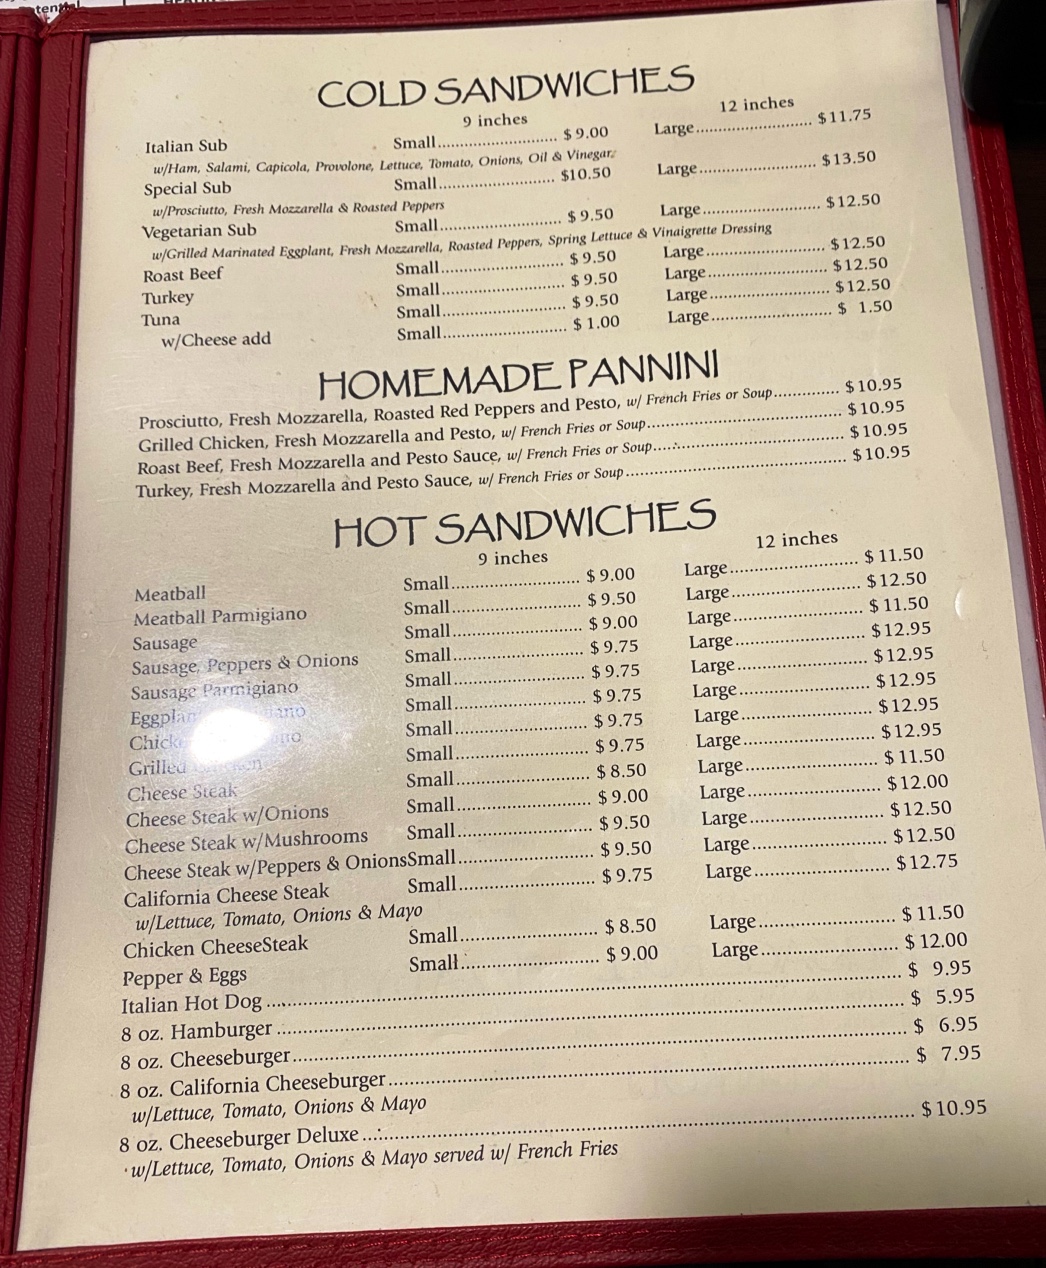 COLD SANDWICHES
9 inches 12 inches
Italian Sub Small.......................... $ 9.00 Large.......................... $ 11.75
w/Ham, Salami, Capicola, Provolone, Lettuce, Tomato, Onions, Oil & Vinegar.
Special Sub Small.......................... $10.50 Large.......................... $ 13.50
w/Prosciutto, Fresh Mozzarella & Roasted Peppers
Vegetarian Sub Small.......................... $ 9.50 Large.......................... $ 12.50
w/Grilled Marinated Eggplant, Fresh Mozzarella, Roasted Peppers, Spring Lettuce & Vinaigrette Dressing
Roast Beef Small.......................... $ 9.50 Large.......................... $ 12.50
Turkey Small.......................... $ 9.50 Large.......................... $ 12.50
Tuna Small.......................... $ 9.50 Large.......................... $ 12.50
w/Cheese add Small.......................... $ 1.00 Large.......................... $ 1.50
HOMEMADE PANNINI
Prosciutto, Fresh Mozzarella, Roasted Red Peppers and Pesto, w/ French Fries or Soup.............. $ 10.95
Grilled Chicken, Fresh Mozzarella and Pesto, w/ French Fries or Soup.......................... $ 10.95
Roast Beef, Fresh Mozzarella and Pesto Sauce, w/ French Fries or Soup.......................... $ 10.95
Turkey, Fresh Mozzarella and Pesto Sauce, w/ French Fries or Soup.......................... $ 10.95
HOT SANDWICHES
9 inches 12 inches
Meatball Small.......................... $ 9.00 Large.......................... $ 11.50
Meatball Parmigiano Small.......................... $ 9.50 Large.......................... $ 12.50
Sausage Small.......................... $ 9.00 Large.......................... $ 11.50
Sausage, Peppers & Onions Small.......................... $ 9.75 Large.......................... $ 12.95
Sausage Parmigiano Small.......................... $ 9.75 Large.......................... $ 12.95
Small.......................... $ 9.75 Large.......................... $ 12.95
Small.......................... $ 9.75 Large.......................... $ 12.95
Grilled Small.......................... $ 9.75 Large.......................... $ 12.95
Cheese Steak Small.......................... $ 8.50 Large.......................... $ 11.50
Cheese Steak w/Onions Small.......................... $ 9.00 Large.......................... $ 12.00
Cheese Steak w/Mushrooms Small.......................... $ 9.50 Large.......................... $ 12.50
Cheese Steak w/Peppers & Onions Small.......................... $ 9.50 Large.......................... $ 12.50
California Cheese Steak Small.......................... $ 9.75 Large.......................... $ 12.75
w/Lettuce, Tomato, Onions & Mayo
Chicken CheeseSteak Small.......................... $ 8.50 Large.......................... $ 11.50
Pepper & Eggs Small.......................... $ 9.00 Large.......................... $ 12.00
Italian Hot Dog.......................... $ 9.95
8 oz. Hamburger.......................... $ 5.95
8 oz. Cheeseburger.......................... $ 6.95
8 oz. California Cheeseburger.......................... $ 7.95
w/Lettuce, Tomato, Onions & Mayo
8 oz. Cheeseburger Deluxe.......................... $ 10.95
w/Lettuce, Tomato, Onions & Mayo served w/ French Fries